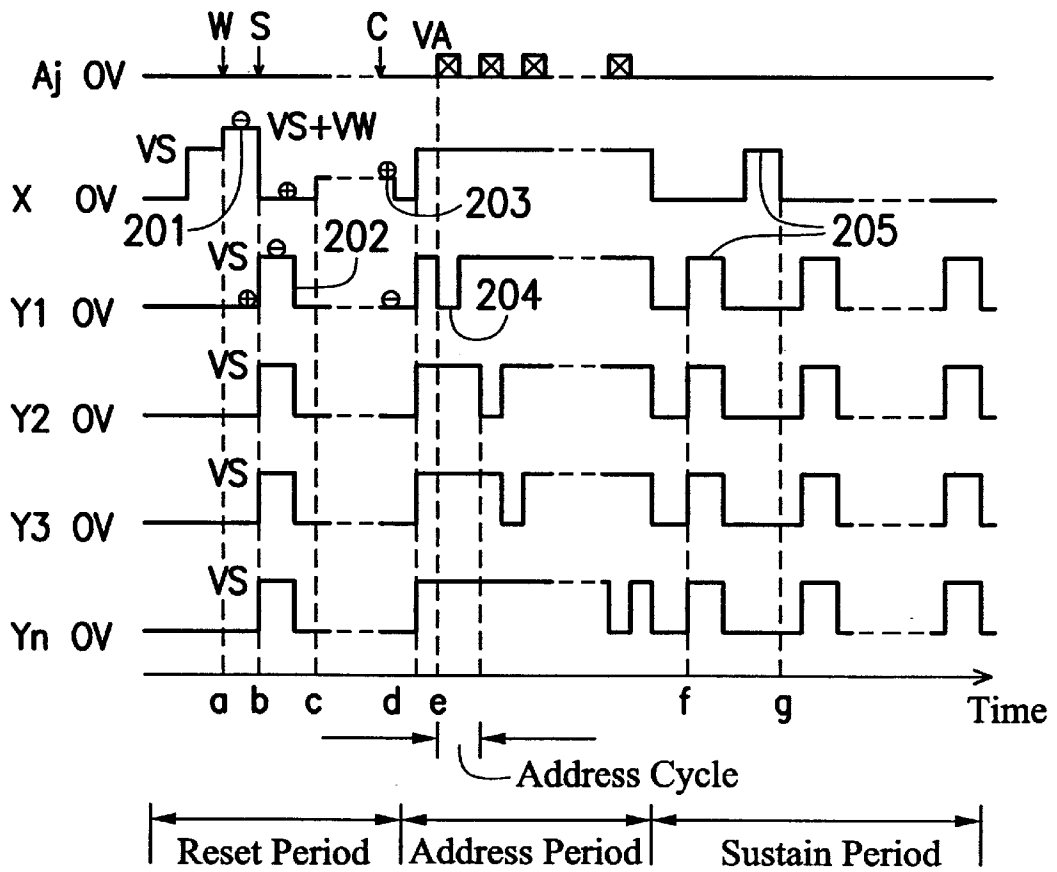 W S C VA
Aj 0V
⊖
VS VS+VW
⊕ ⊕
X 0V 203
201 202 205
VS ⊖
⊕ ⊖ 204
Y1 0V
VS
Y2 0V
VS
Y3 0V
VS
Yn 0V
a b c d e f g Time
Address Cycle
Reset Period Address Period Sustain Period